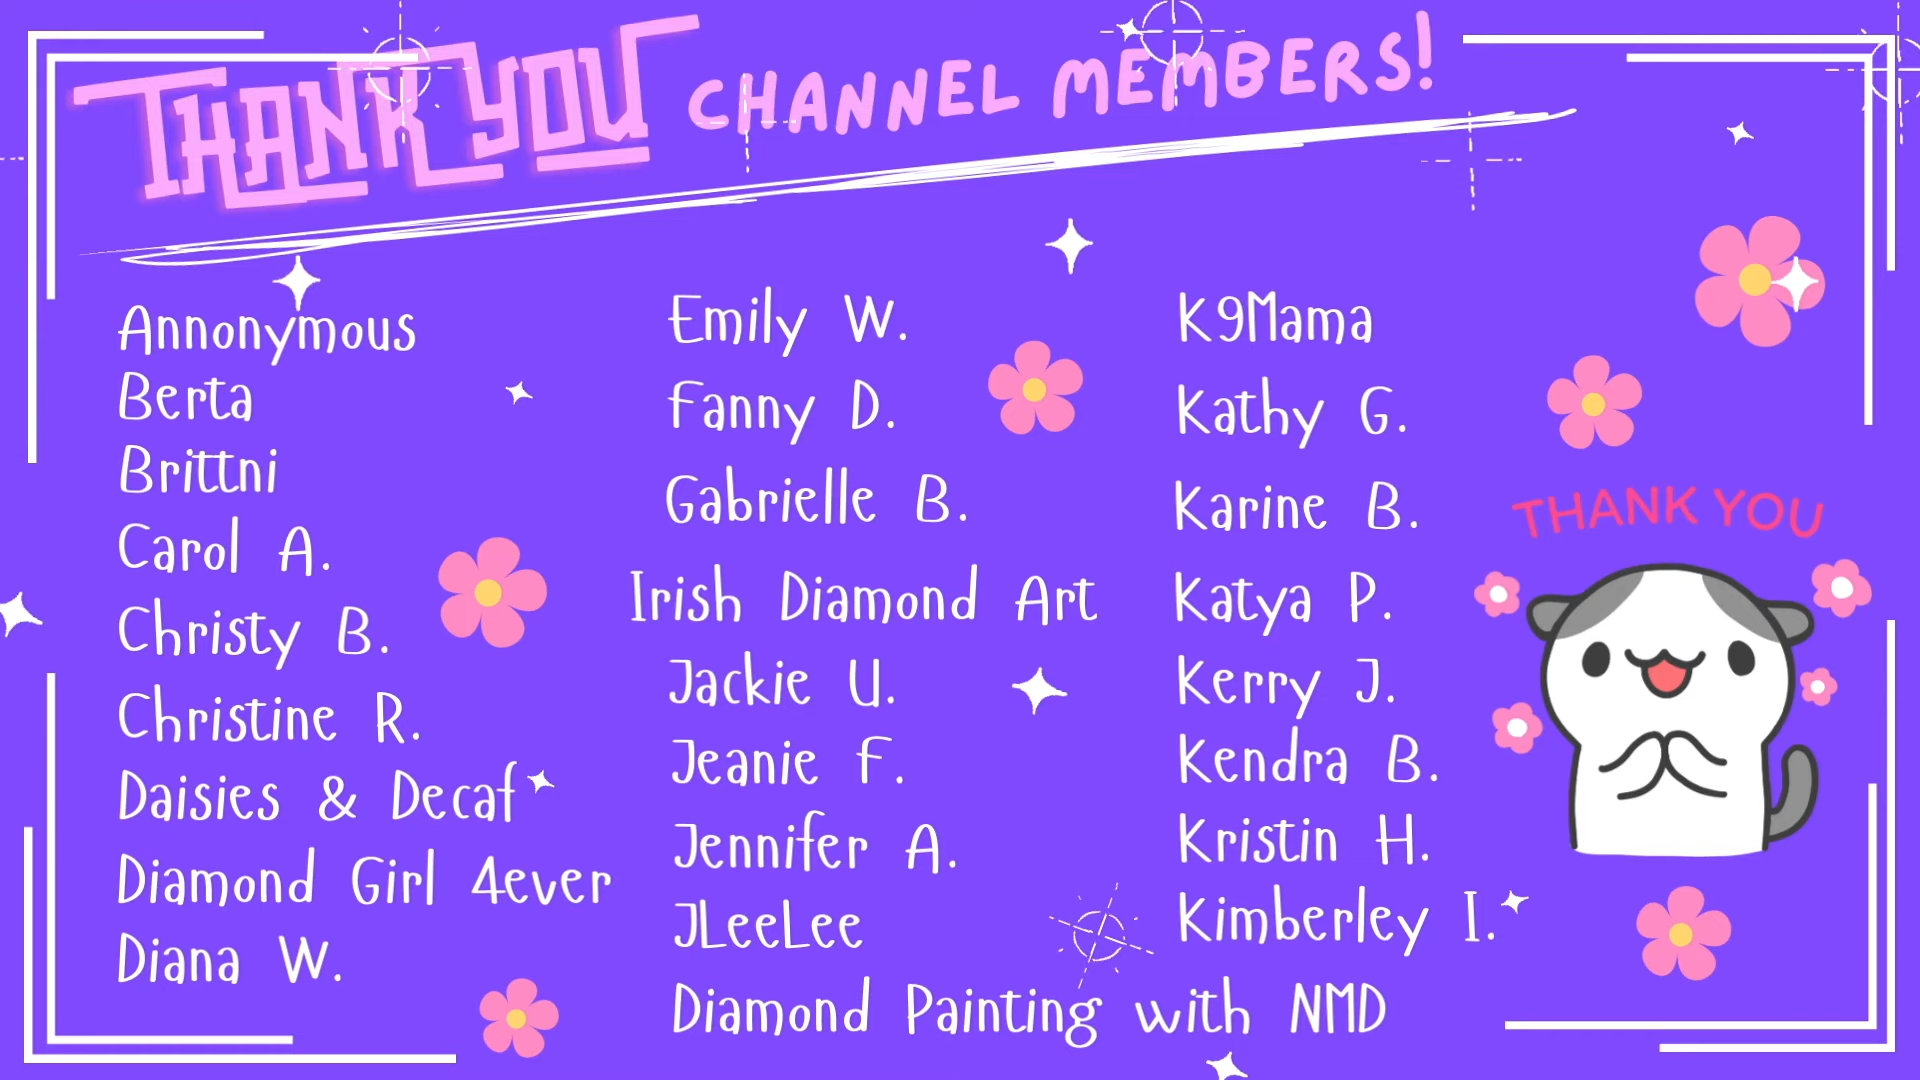 THANK YOU CHANNEL MEMBERS!
Annonymous
Berta
Brittni
Carol A.
Christy B.
Christine R.
Daisies & Decaf
Diamond Girl 4ever
Diana W.
Emily W.
Fanny D.
Gabrielle B.
Irish Diamond Art
Jackie U.
Jeanie F.
Jennifer A.
JLeeLee
Diamond Painting with NMD
K9Mama
Kathy G.
Karine B.
Katya P.
Kerry J.
Kendra B.
Kristin H.
Kimberley I.
THANK YOU